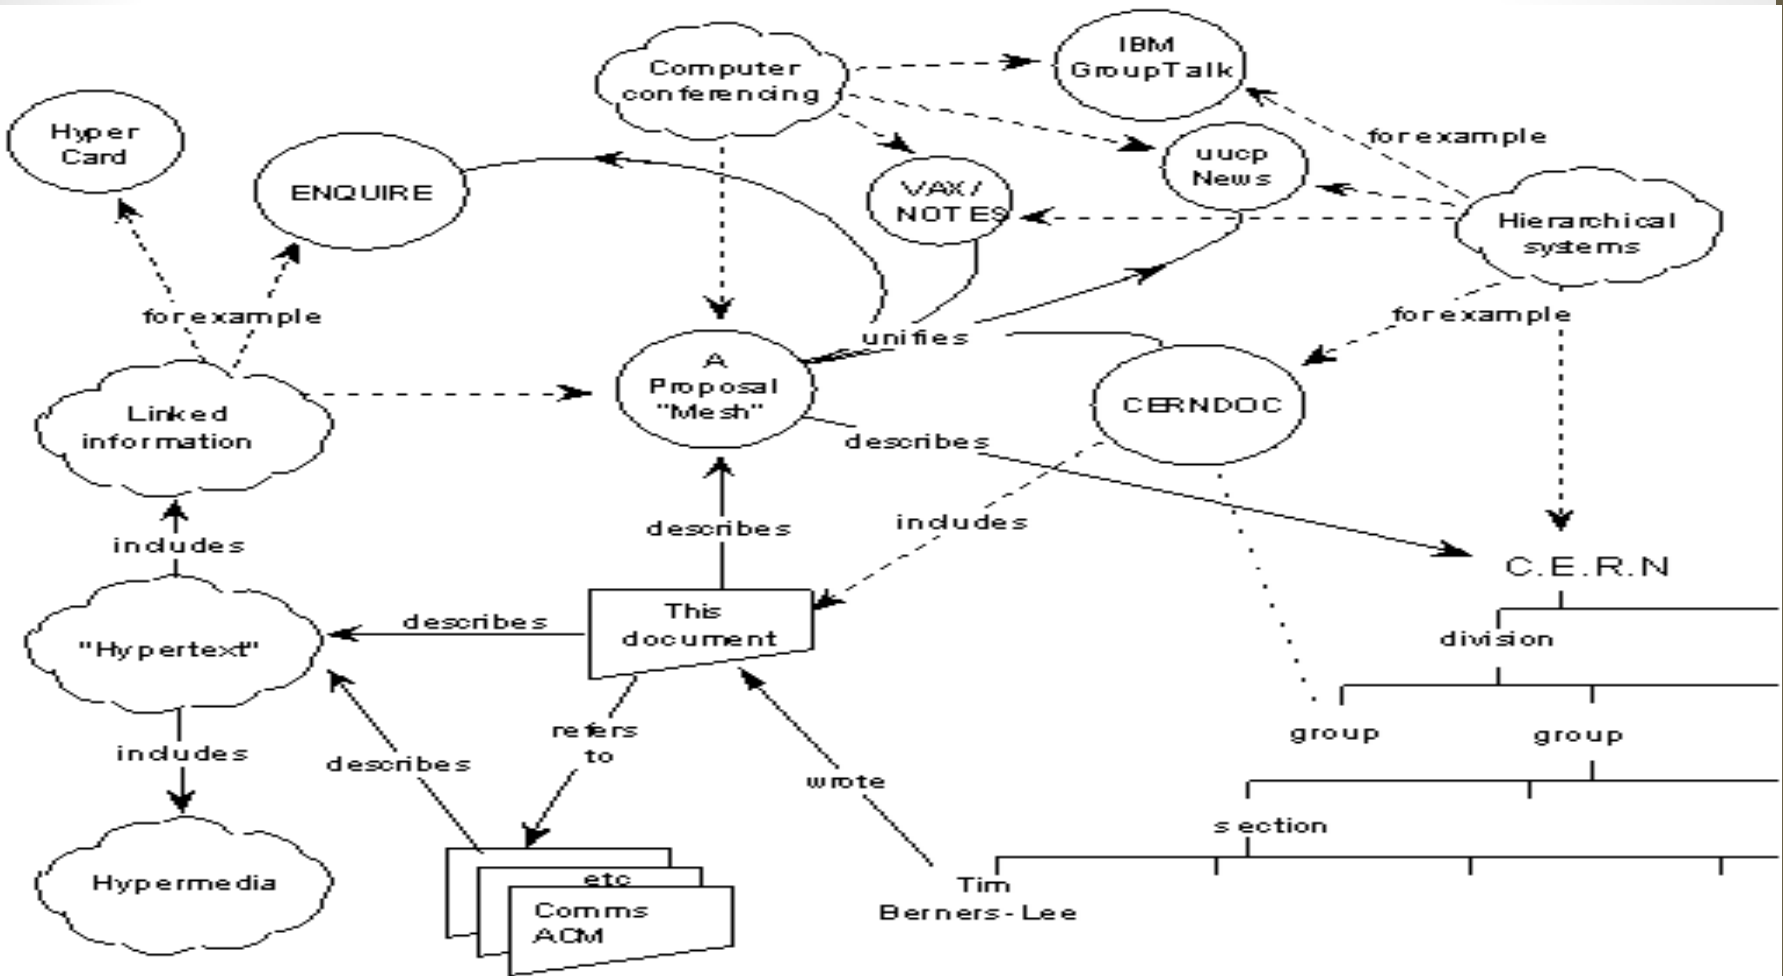 IBM
GroupTalk
Computer
conferencing
Hyper
Card
for example
uucp
News
ENQUIRE
VAX/
NOTES
Hierarchical
systems
for example
for example
unifies
A
Proposal
"Mesh"
Linked
information
CERNDOC
describes
includes
describes
includes
C.E.R.N
This
document
describes
division
"Hypertext"
refers
to
group
group
includes
describes
wrote
section
Hypermedia
etc
Comms
ACM
Tim
Berners-Lee